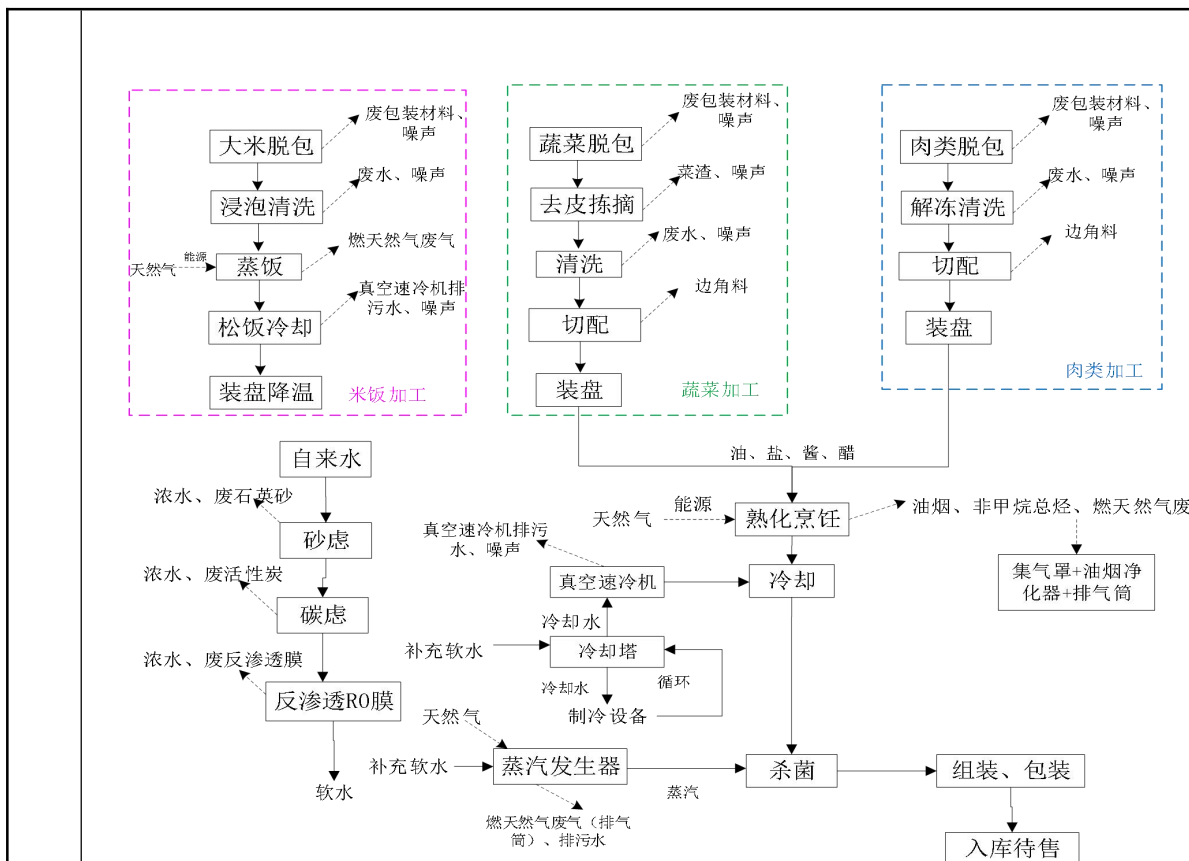 废包装材料、
噪声
大米脱包
废水、噪声
浸泡清洗
燃天然气废气
能源
天然气
蒸饭
真空速冷机排
污水、噪声
松饭冷却
装盘降温
米饭加工
废包装材料、
噪声
蔬菜脱包
菜渣、噪声
去皮拣摘
废水、噪声
清洗
边角料
切配
装盘
蔬菜加工
废包装材料、
噪声
肉类脱包
废水、噪声
解冻清洗
边角料
切配
装盘
肉类加工
自来水
浓水、废石英砂
砂虑
浓水、废活性炭
碳虑
浓水、废反渗透膜
反渗透RO膜
软水
油、盐、酱、醋
能源
天然气
熟化烹饪
油烟、非甲烷总烃、燃天然气废
集气罩+油烟净
化器+排气筒
真空速冷机排污
水、噪声
真空速冷机
冷却
冷却水
补充软水
冷却塔
冷却水
循环
制冷设备
天然气
补充软水
蒸汽发生器
蒸汽
杀菌
组装、包装
燃天然气废气（排气
筒）、排污水
入库待售